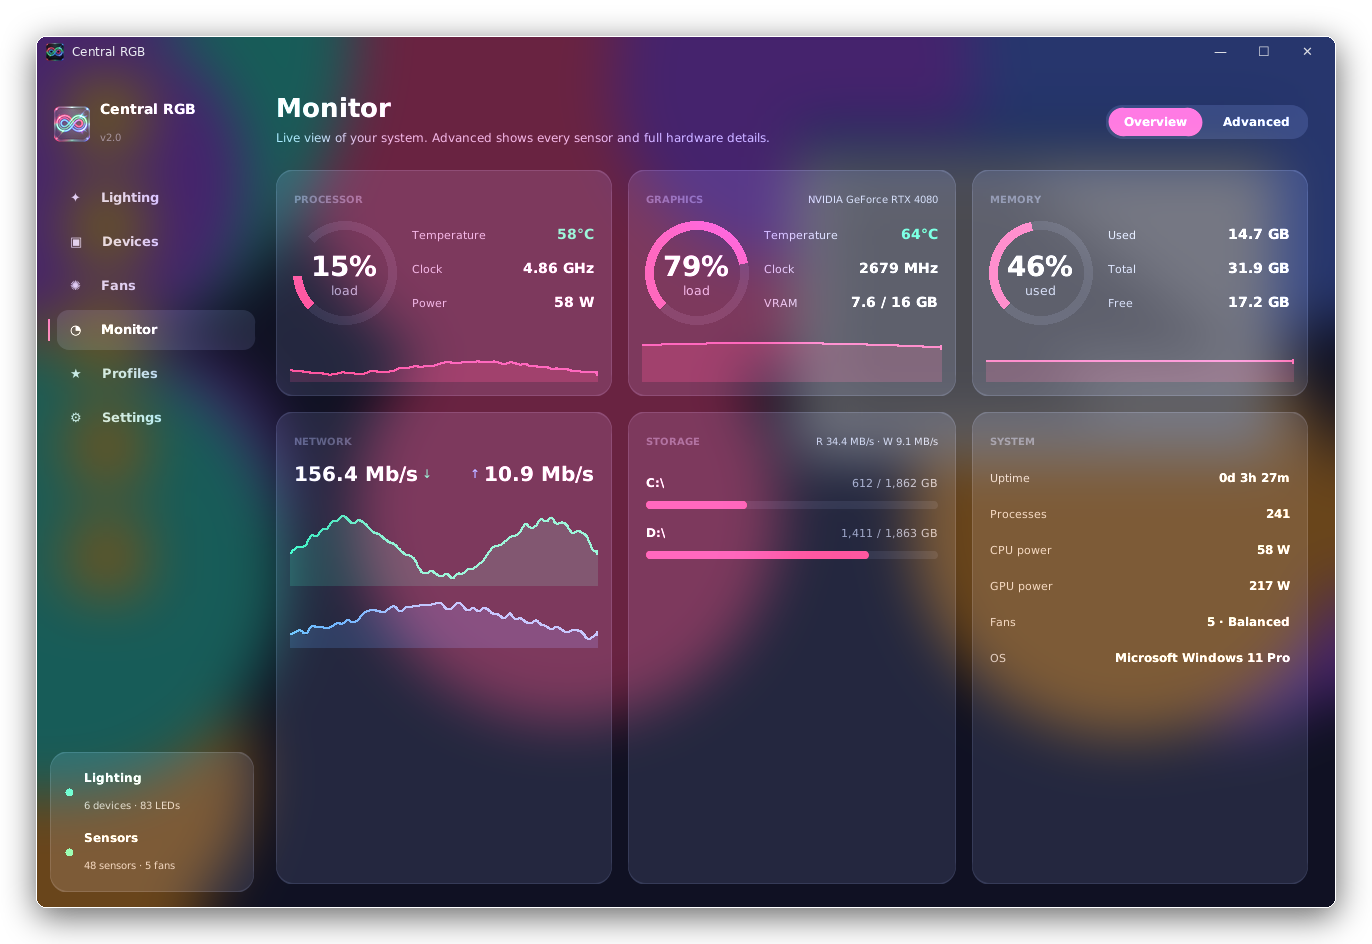 Central RGB
Central RGB
v2.0
Lighting
Devices
Fans
Monitor
Profiles
Settings
Lighting
6 devices · 83 LEDs
Sensors
48 sensors · 5 fans
Monitor
Live view of your system. Advanced shows every sensor and full hardware details.
Overview Advanced
PROCESSOR
15%
load
Temperature 58°C
Clock 4.86 GHz
Power 58 W
GRAPHICS NVIDIA GeForce RTX 4080
79%
load
Temperature 64°C
Clock 2679 MHz
VRAM 7.6 / 16 GB
MEMORY
46%
used
Used 14.7 GB
Total 31.9 GB
Free 17.2 GB
NETWORK
156.4 Mb/s ↓ ↑ 10.9 Mb/s
STORAGE R 34.4 MB/s · W 9.1 MB/s
C:\ 612 / 1,862 GB
D:\ 1,411 / 1,863 GB
SYSTEM
Uptime 0d 3h 27m
Processes 241
CPU power 58 W
GPU power 217 W
Fans 5 · Balanced
OS Microsoft Windows 11 Pro